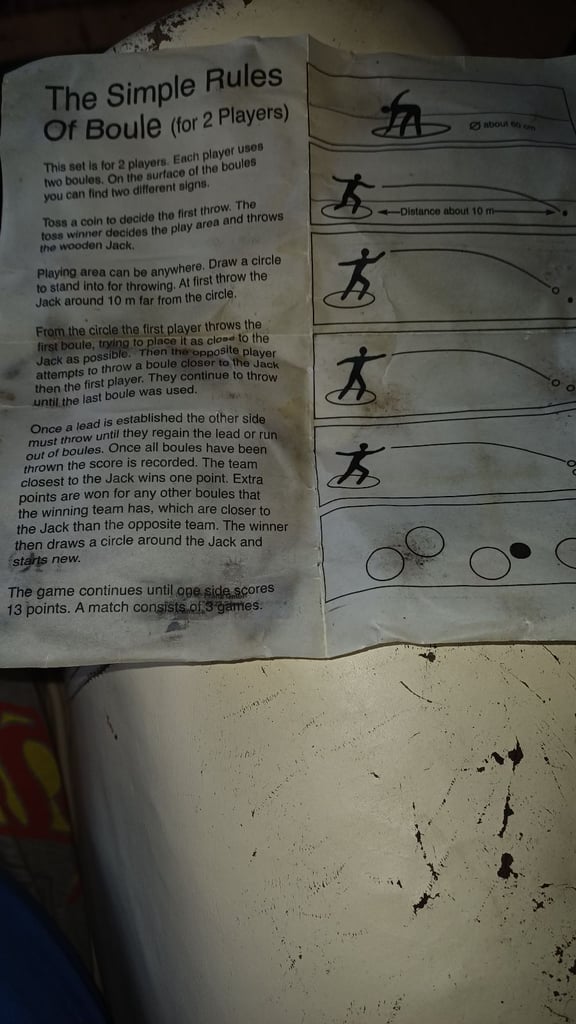 The Simple Rules
Of Boule (for 2 Players)
This set is for 2 players. Each player uses
two boules. On the surface of the boules
you can find two different signs.
Toss a coin to decide the first throw. The
toss winner decides the play area and throws
the wooden Jack.
Playing area can be anywhere. Draw a circle
to stand into for throwing. At first throw the
Jack around 10 m far from the circle.
From the circle the first player throws the
first boule, trying to place it as close to the
Jack as possible. Then the opposite player
attempts to throw a boule closer to the Jack
then the first player. They continue to throw
until the last boule was used.
Once a lead is established the other side
must throw until they regain the lead or run
out of boules. Once all boules have been
thrown the score is recorded. The team
closest to the Jack wins one point. Extra
points are won for any other boules that
the winning team has, which are closer to
the Jack than the opposite team. The winner
then draws a circle around the Jack and
starts new.
The game continues until one side scores
13 points. A match consists of 3 games.
Ø about 60 cm
Distance about 10 m